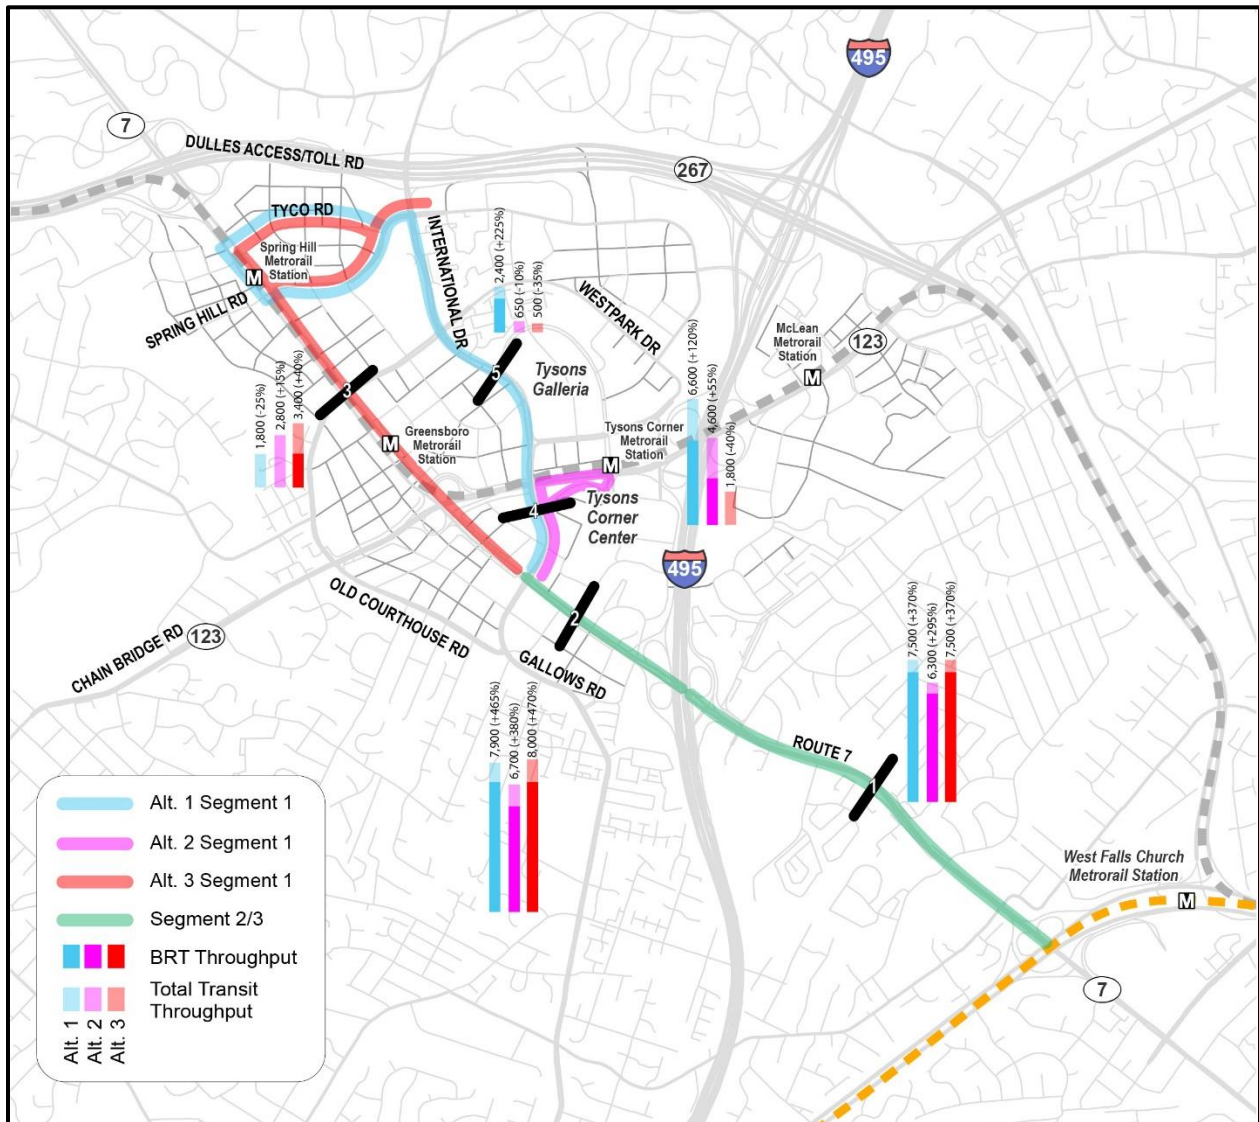 495
7
DULLES ACCESS/TOLL RD
267
TYCO RD
INTERNATIONAL DR
2,400 (+225%)
650 (-10%)
500 (-35%)
Spring Hill
Metrorail
Station
M
SPRING HILL RD
WESTPARK DR
McLean
Metrorail
Station
M
123
5
Tysons
Galleria
3
1,800 (-25%)
2,800 (+15%)
3,400 (+40%)
6,600 (+120%)
4,600 (+55%)
1,800 (-40%)
Greensboro
Metrorail
Station
M
Tysons Corner
Metrorail
Station
M
4
Tysons
Corner
Center
495
2
OLD COURTHOUSE RD
CHAIN BRIDGE RD
123
GALLOWS RD
7,500 (+370%)
6,300 (+295%)
7,500 (+370%)
7,900 (+465%)
6,700 (+380%)
8,000 (+470%)
ROUTE 7
1
West Falls Church
Metrorail Station
M
7
Alt. 1 Segment 1
Alt. 2 Segment 1
Alt. 3 Segment 1
Segment 2/3
BRT Throughput
Total Transit
Throughput
Alt. 1
Alt. 2
Alt. 3